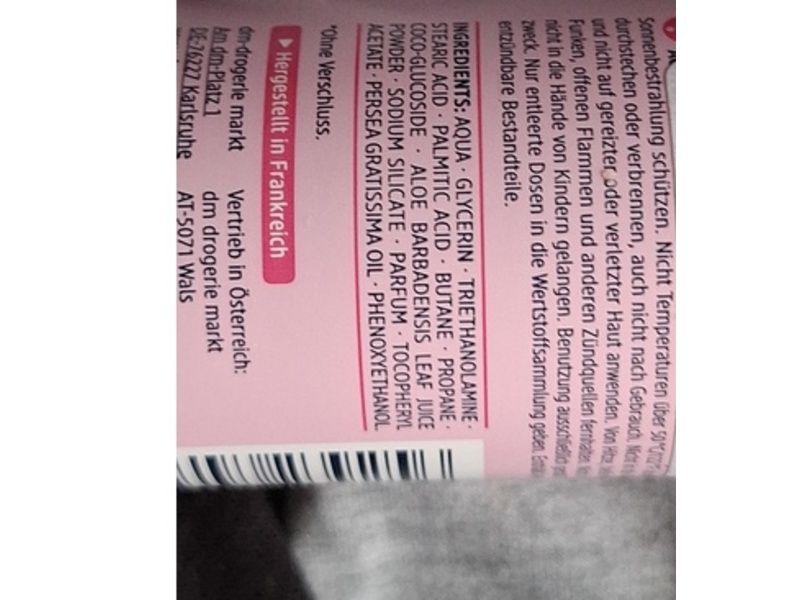 Sonnenbestrahlung schützen. Nicht Temperaturen über 50°C
durchstechen oder verbrennen, auch nicht nach Gebrauch. Nicht
und nicht auf gereizter oder verletzter Haut anwenden. Von Hitze
Funken, offenen Flammen und anderen Zündquellen fernhalten
nicht in die Hände von Kindern gelangen. Benutzung ausschließlich
zweck. Nur entleerte Dosen in die Wertstoffsammlung geben.
entzündbare Bestandteile.
INGREDIENTS: AQUA · GLYCERIN · TRIETHANOLAMINE ·
STEARIC ACID · PALMITIC ACID · BUTANE · PROPANE ·
COCO-GLUCOSIDE · ALOE BARBADENSIS LEAF JUICE
POWDER · SODIUM SILICATE · PARFUM · TOCOPHERYL
ACETATE · PERSEA GRATISSIMA OIL · PHENOXYETHANOL.
*Ohne Verschluss.
Hergestellt in Frankreich
dm-drogerie markt Vertrieb in Österreich:
Am dm-Platz 1 dm drogerie markt
DE-76227 Karlsruhe AT-5071 Wals